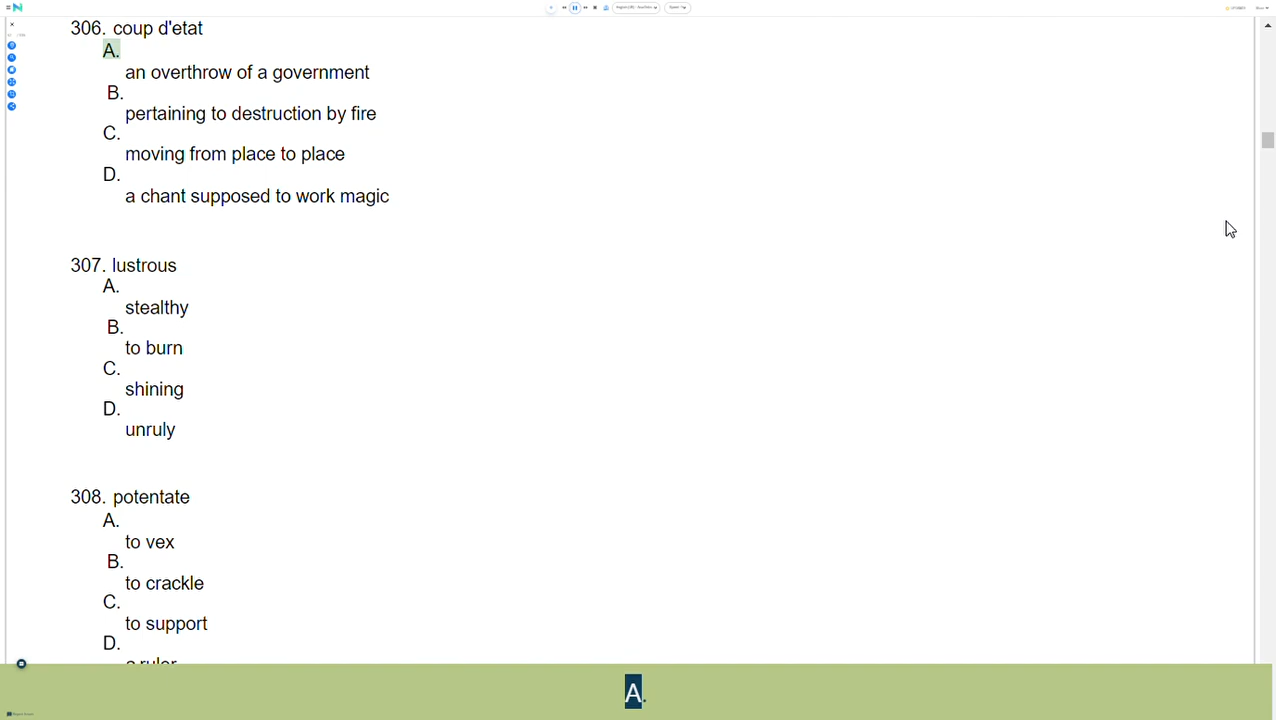 306. coup d'etat
A.
an overthrow of a government
B.
pertaining to destruction by fire
C.
moving from place to place
D.
a chant supposed to work magic
307. lustrous
A.
stealthy
B.
to burn
C.
shining
D.
unruly
308. potentate
A.
to vex
B.
to crackle
C.
to support
D.
a ruler
A.